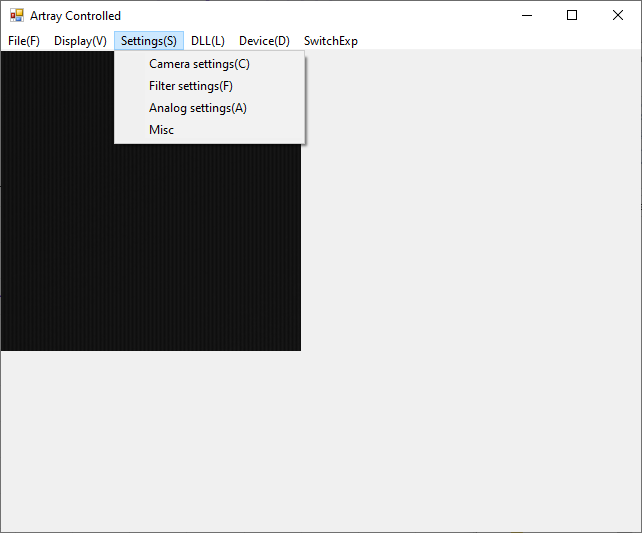 Artray Controlled
File(F) Display(V) Settings(S) DLL(L) Device(D) SwitchExp
Camera settings(C)
Filter settings(F)
Analog settings(A)
Misc